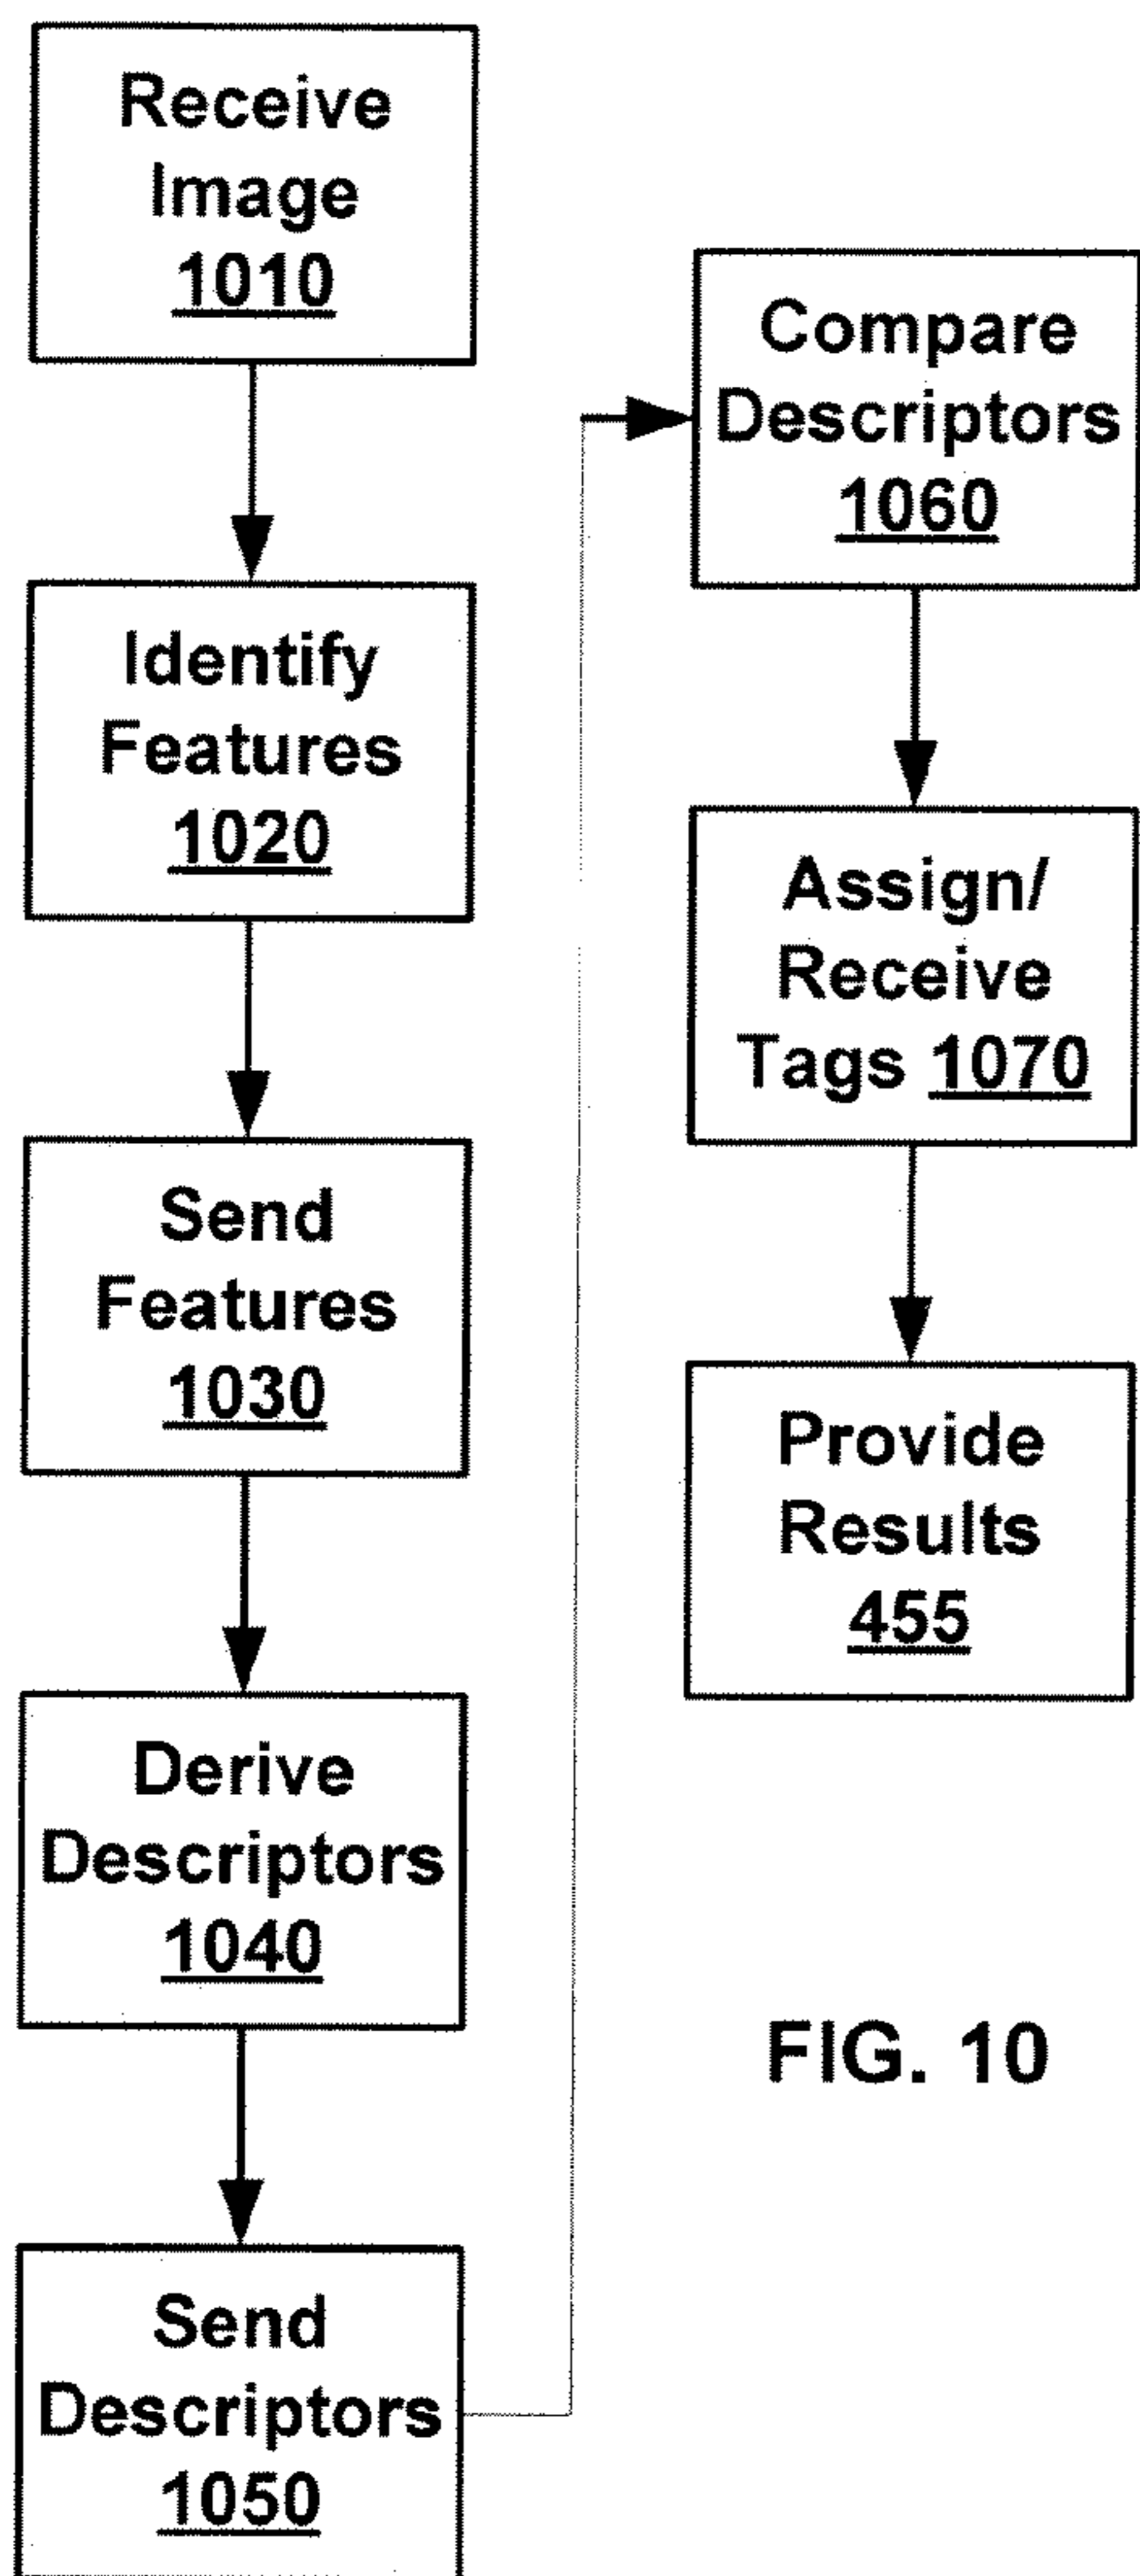 Receive
Image
1010
Identify
Features
1020
Send
Features
1030
Derive
Descriptors
1040
Send
Descriptors
1050
Compare
Descriptors
1060
Assign/
Receive
Tags 1070
Provide
Results
455
FIG. 10